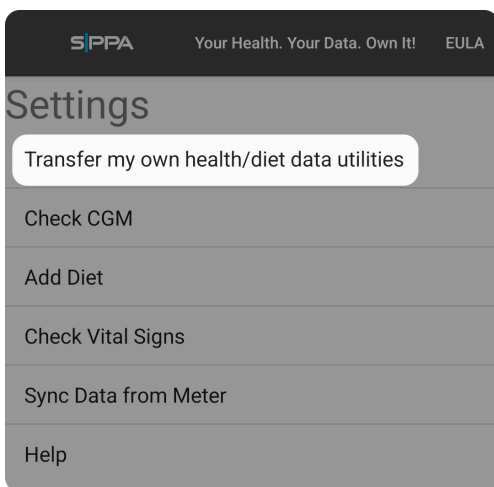 SIPPA Your Health. Your Data. Own It! EULA
Settings
Transfer my own health/diet data utilities
Check CGM
Add Diet
Check Vital Signs
Sync Data from Meter
Help